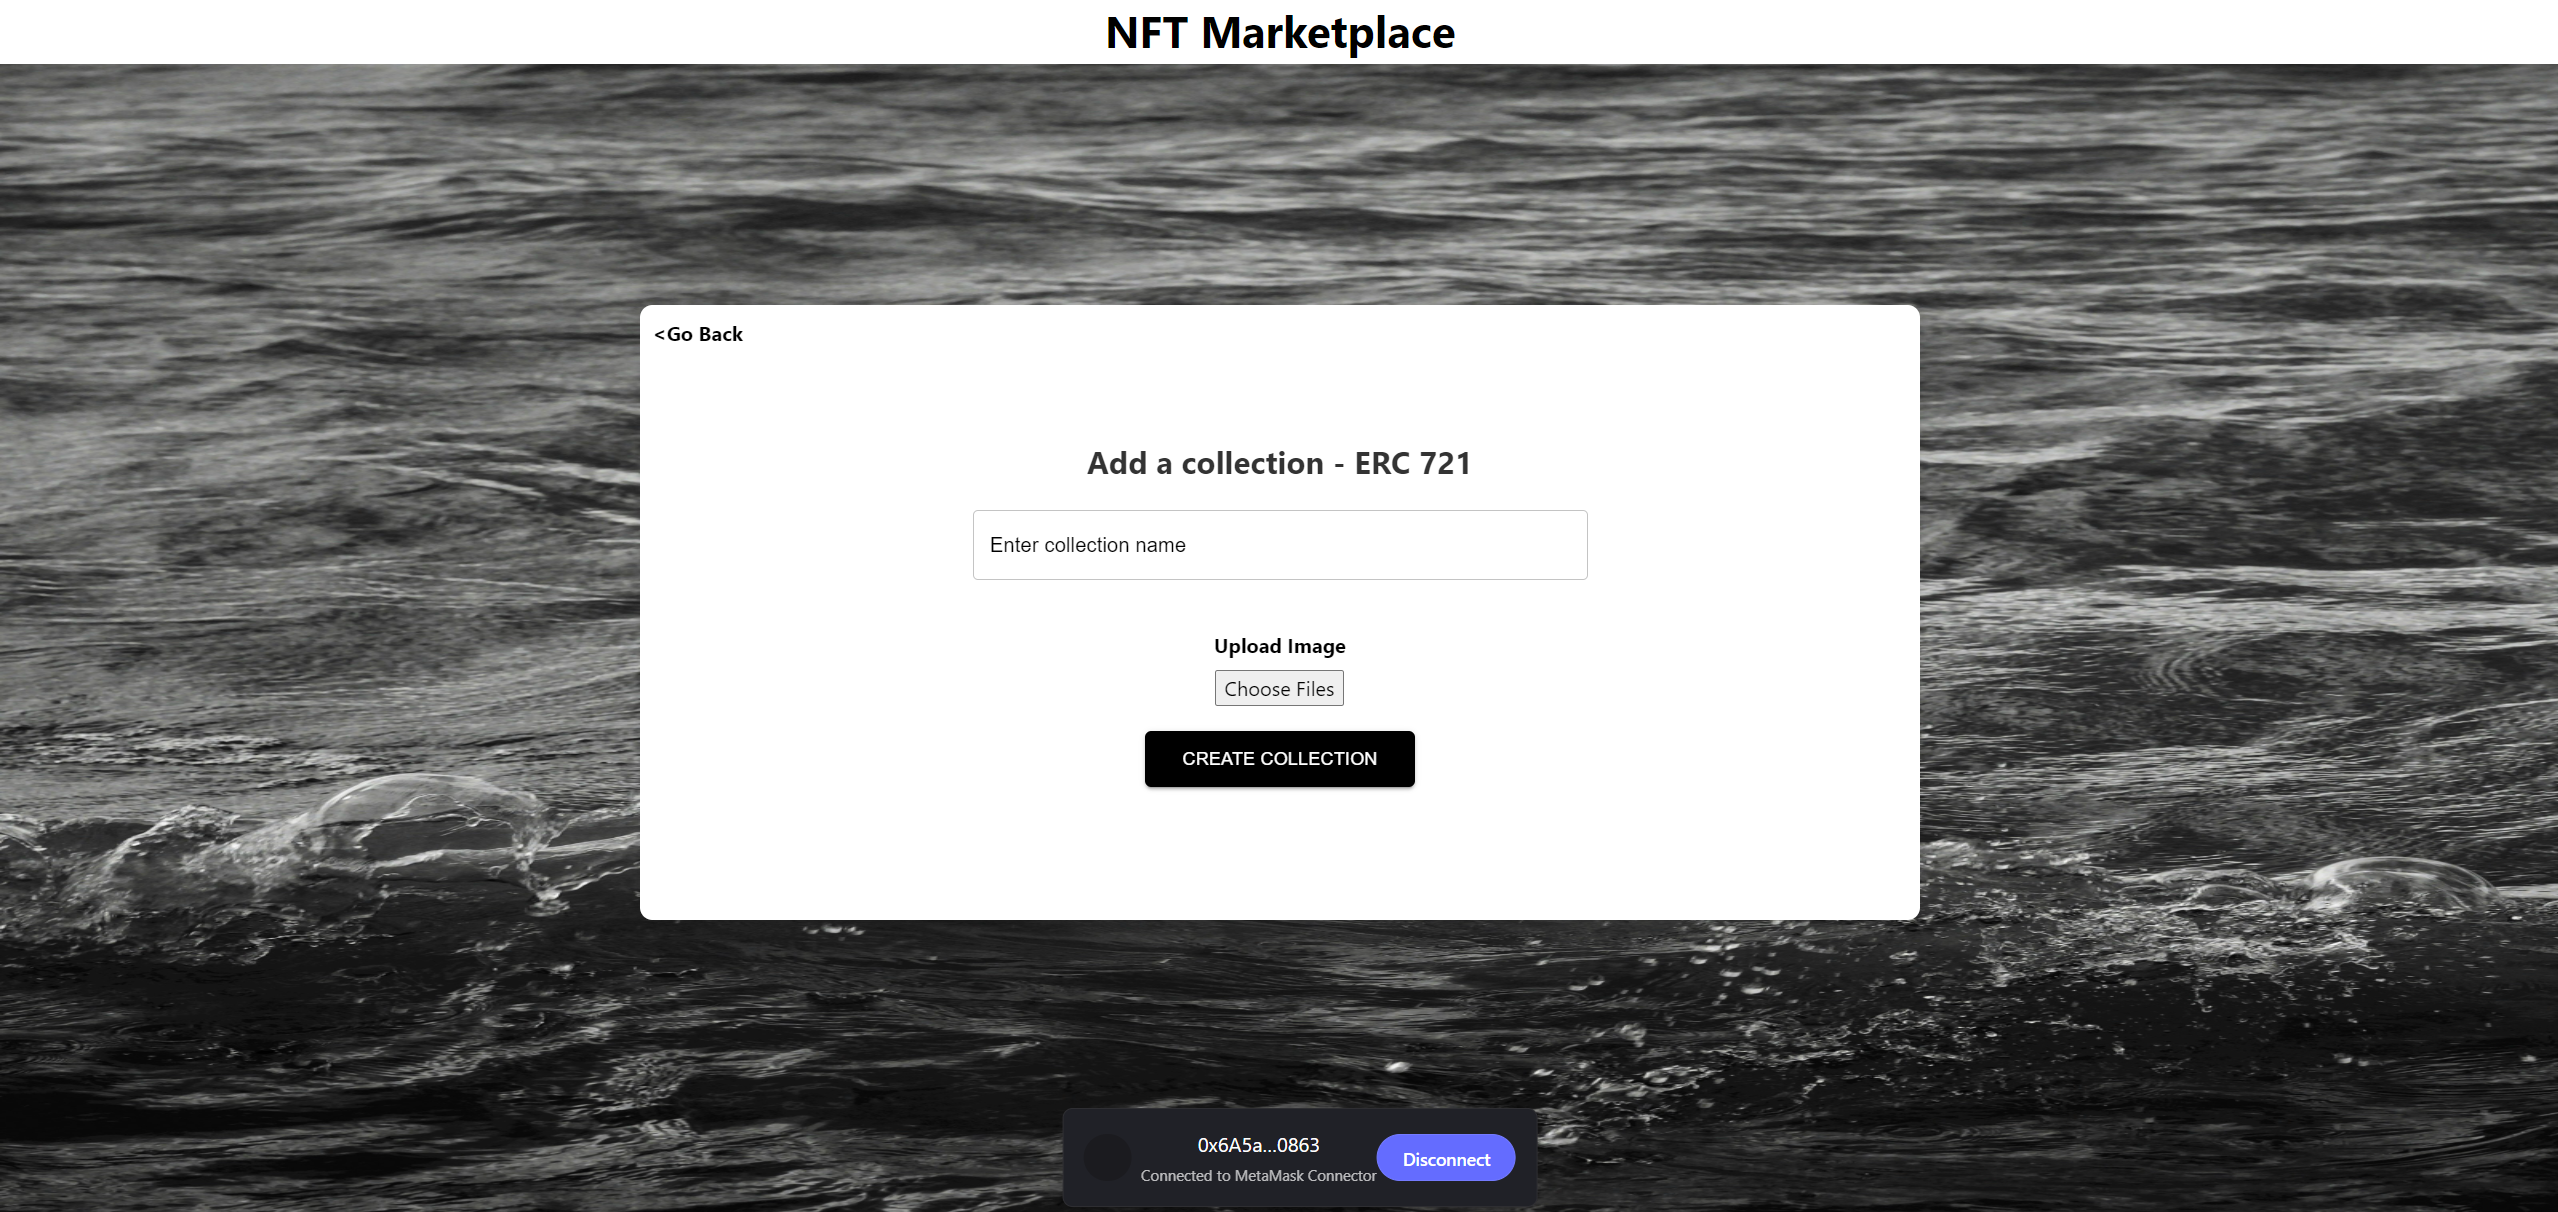 NFT Marketplace
<Go Back
Add a collection - ERC 721
Enter collection name
Upload Image
Choose Files
CREATE COLLECTION
0x6A5a...0863
Connected to MetaMask Connector
Disconnect